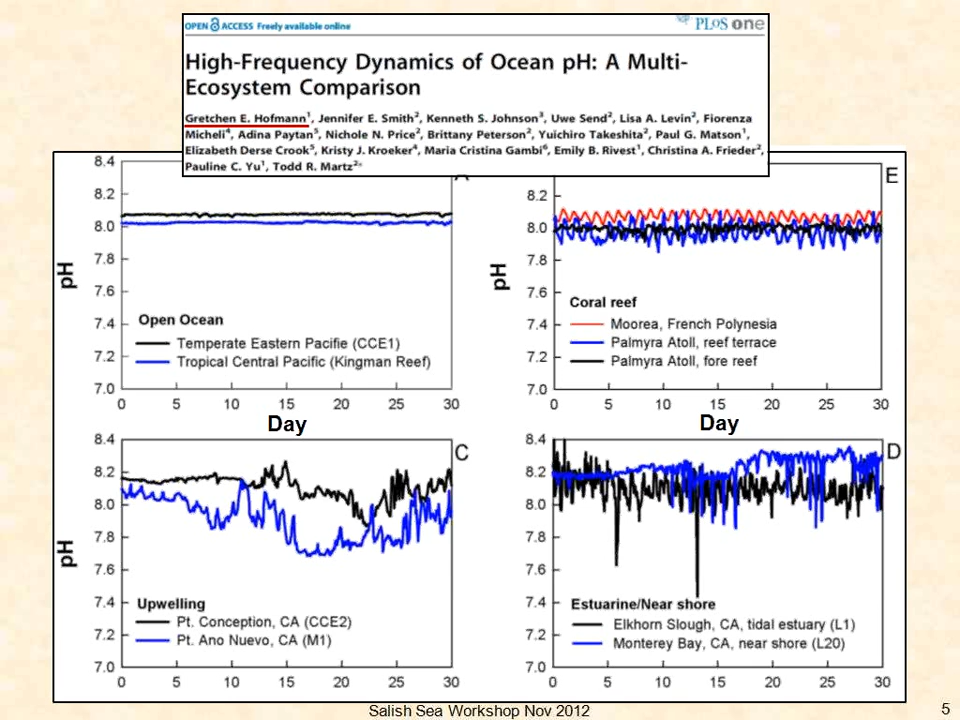 OPEN ACCESS Freely available online
PLoS one
High-Frequency Dynamics of Ocean pH: A Multi-
Ecosystem Comparison
Gretchen E. Hofmann1, Jennifer E. Smith2, Kenneth S. Johnson3, Uwe Send2, Lisa A. Levin2, Fiorenza
Micheli4, Adina Paytan5, Nichole N. Price2, Brittany Peterson2, Yuichiro Takeshita2, Paul G. Matson1,
Elizabeth Derse Crook5, Kristy J. Kroeker4, Maria Cristina Gambi6, Emily B. Rivest1, Christina A. Frieder2,
Pauline C. Yu1, Todd R. Martz2*
8.4
8.2
8.0
7.8
7.6
7.4
7.2
7.0
pH
Open Ocean
Temperate Eastern Pacific (CCE1)
Tropical Central Pacific (Kingman Reef)
0 5 10 15 20 25 30
Day
E
8.2
8.0
7.8
7.6
7.4
7.2
7.0
pH
Coral reef
Moorea, French Polynesia
Palmyra Atoll, reef terrace
Palmyra Atoll, fore reef
0 5 10 15 20 25 30
Day
C
8.4
8.2
8.0
7.8
7.6
7.4
7.2
7.0
pH
Upwelling
Pt. Conception, CA (CCE2)
Pt. Ano Nuevo, CA (M1)
0 5 10 15 20 25 30
D
8.4
8.2
8.0
7.8
7.6
7.4
7.2
7.0
Estuarine/Near shore
Elkhorn Slough, CA, tidal estuary (L1)
Monterey Bay, CA, near shore (L20)
0 5 10 15 20 25 30
Salish Sea Workshop Nov 2012
5